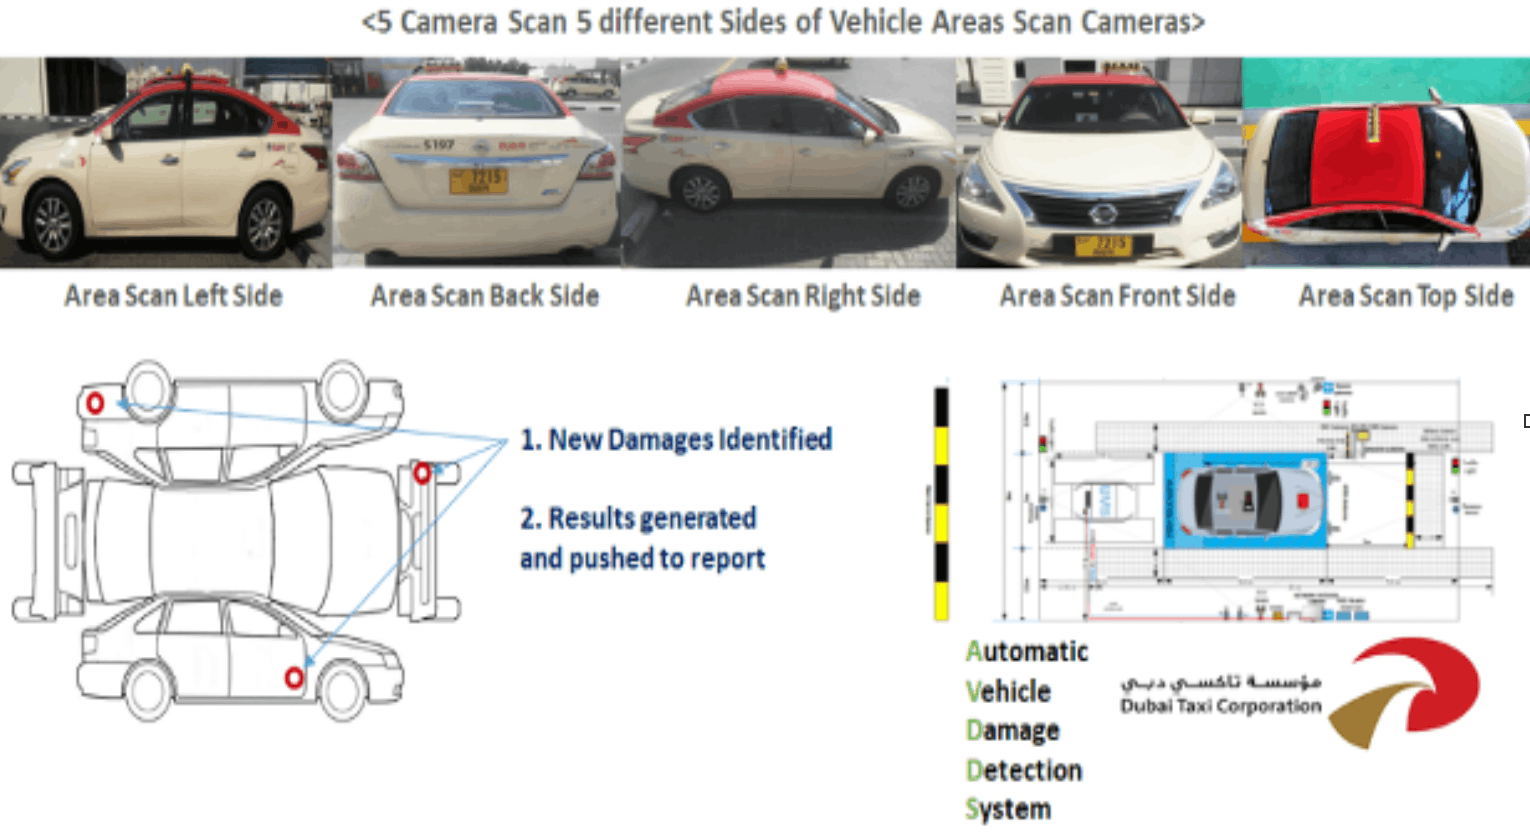 <5 Camera Scan 5 different Sides of Vehicle Areas Scan Cameras>
5197
7215
7215
Area Scan Left Side
Area Scan Back Side
Area Scan Right Side
Area Scan Front Side
Area Scan Top Side
1. New Damages Identified
2. Results generated
and pushed to report
Automatic
Vehicle
Damage
Detection
System
مؤسسة تاكسي دبي
Dubai Taxi Corporation